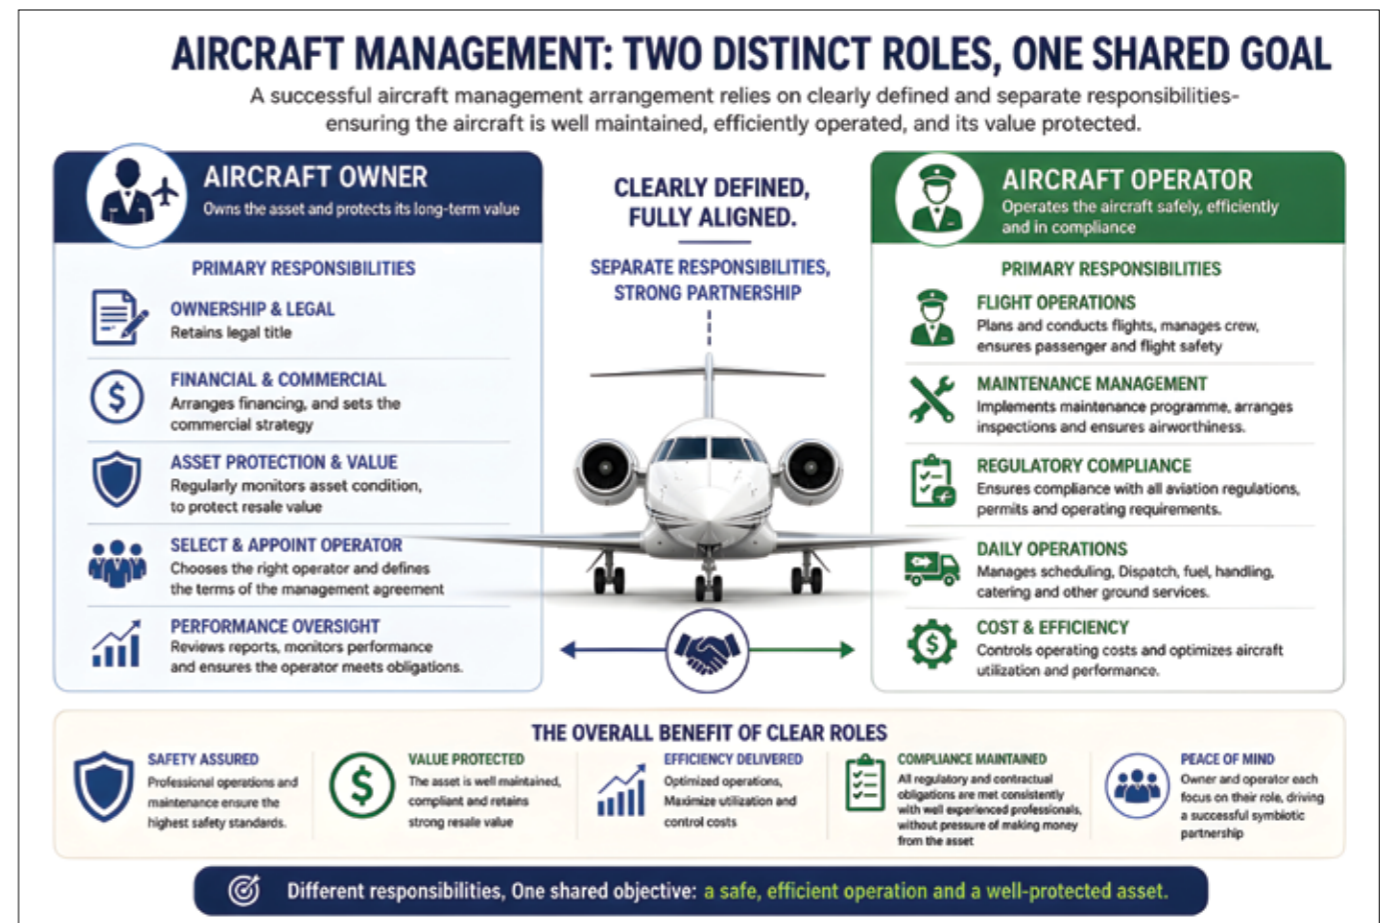 AIRCRAFT MANAGEMENT: TWO DISTINCT ROLES, ONE SHARED GOAL
A successful aircraft management arrangement relies on clearly defined and separate responsibilities-
ensuring the aircraft is well maintained, efficiently operated, and its value protected.
AIRCRAFT OWNER
Owns the asset and protects its long-term value
PRIMARY RESPONSIBILITIES
OWNERSHIP & LEGAL
Retains legal title
FINANCIAL & COMMERCIAL
Arranges financing, and sets the
commercial strategy
ASSET PROTECTION & VALUE
Regularly monitors asset condition,
to protect resale value
SELECT & APPOINT OPERATOR
Chooses the right operator and defines
the terms of the management agreement
PERFORMANCE OVERSIGHT
Reviews reports, monitors performance
and ensures the operator meets obligations.
CLEARLY DEFINED,
FULLY ALIGNED.
SEPARATE RESPONSIBILITIES,
STRONG PARTNERSHIP
AIRCRAFT OPERATOR
Operates the aircraft safely, efficiently
and in compliance
PRIMARY RESPONSIBILITIES
FLIGHT OPERATIONS
Plans and conducts flights, manages crew,
ensures passenger and flight safety
MAINTENANCE MANAGEMENT
Implements maintenance programme, arranges
inspections and ensures airworthiness.
REGULATORY COMPLIANCE
Ensures compliance with all aviation regulations,
permits and operating requirements.
DAILY OPERATIONS
Manages scheduling, Dispatch, fuel, handling,
catering and other ground services.
COST & EFFICIENCY
Controls operating costs and optimizes aircraft
utilization and performance.
THE OVERALL BENEFIT OF CLEAR ROLES
SAFETY ASSURED
Professional operations and
maintenance ensure the
highest safety standards.
VALUE PROTECTED
The asset is well maintained,
compliant and retains
strong resale value
EFFICIENCY DELIVERED
Optimized operations,
Maximize utilization and
control costs
COMPLIANCE MAINTAINED
All regulatory and contractual
obligations are met consistently
with well experienced professionals,
without pressure of making money
from the asset
PEACE OF MIND
Owner and operator each
focus on their role, driving
a successful symbiotic
partnership
Different responsibilities, One shared objective: a safe, efficient operation and a well-protected asset.